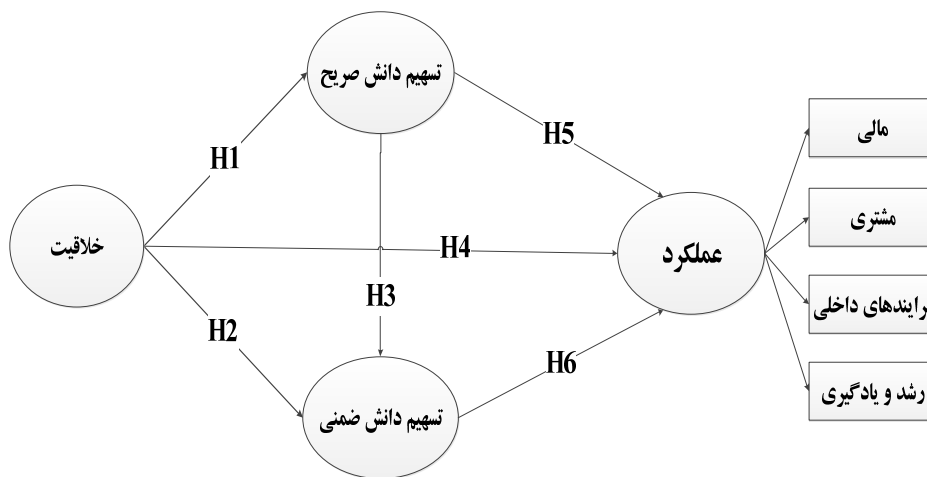 تسهیم دانش صریح
مالی
H5
H1
مشتری
خلاقیت
H4
عملکرد
H3
رایندهای داخلی
H2
H6
رشد و یادگیری
تسهیم دانش ضمنی